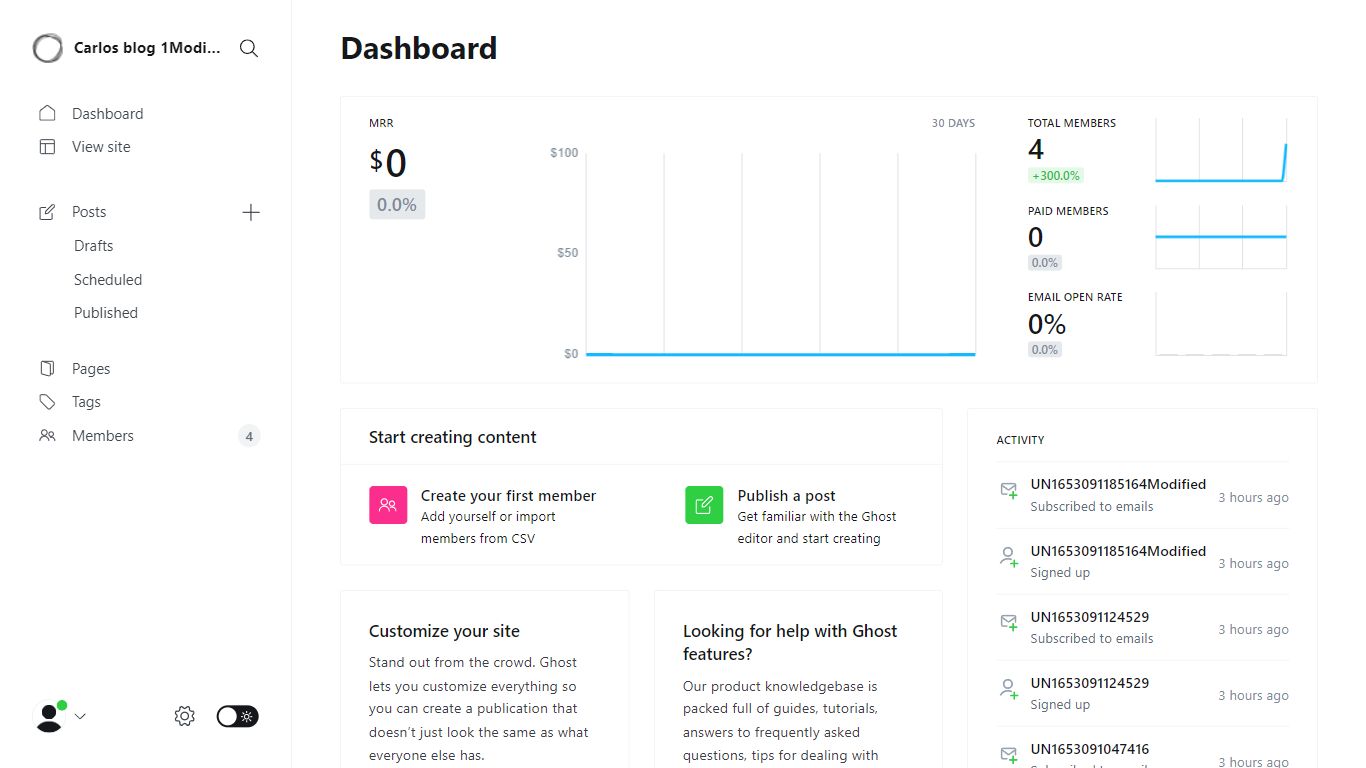 Carlos blog 1Modi...
Dashboard
View site
Posts
Drafts
Scheduled
Published
Pages
Tags
Members
4
Dashboard
MRR
30 DAYS
$0
0.0%
$100
$50
$0
TOTAL MEMBERS
4
+300.0%
PAID MEMBERS
0
0.0%
EMAIL OPEN RATE
0%
0.0%
Start creating content
Create your first member
Add yourself or import
members from CSV
Publish a post
Get familiar with the Ghost
editor and start creating
Customize your site
Stand out from the crowd. Ghost
lets you customize everything so
you can create a publication that
doesn't just look the same as what
everyone else has.
Looking for help with Ghost
features?
Our product knowledgebase is
packed full of guides, tutorials,
answers to frequently asked
questions, tips for dealing with
ACTIVITY
UN1653091185164Modified
Subscribed to emails
3 hours ago
UN1653091185164Modified
Signed up
3 hours ago
UN1653091124529
Subscribed to emails
3 hours ago
UN1653091124529
Signed up
3 hours ago
UN1653091047416
Subscribed to emails
3 hours ago